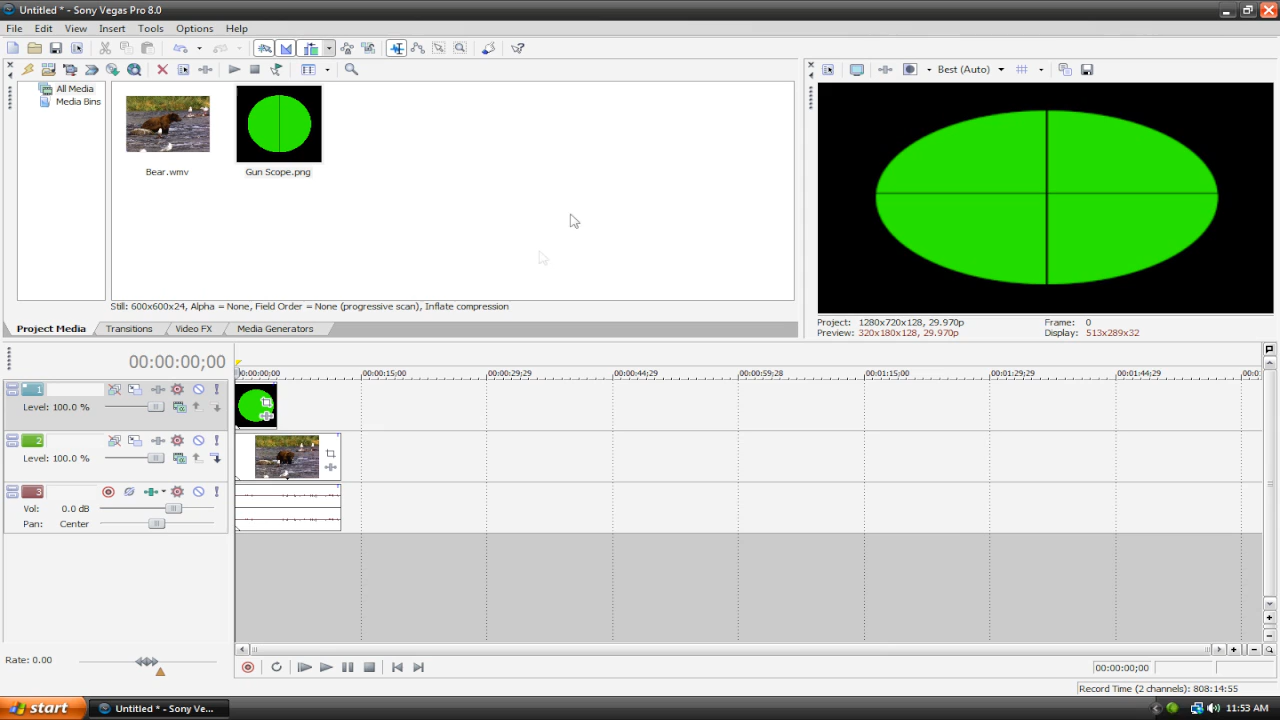 Untitled * - Sony Vegas Pro 8.0
File Edit View Insert Tools Options Help
Best (Auto)
All Media
Media Bins
Bear.wmv
Gun Scope.png
Still: 600x600x24, Alpha = None, Field Order = None (progressive scan), Inflate compression
Project Media Transitions Video FX Media Generators
Project: 1280x720x128, 29.970p
Preview: 320x180x128, 29.970p
Frame: 0
Display: 513x289x32
00:00:00;00
00:00:00;00 00:00:15;00 00:00:29;29 00:00:44;29 00:00:59;28 00:01:15;00 00:01:29;29 00:01:44;29 00:0
1
Level: 100.0 %
2
Level: 100.0 %
3
Vol: 0.0 dB
Pan: Center
Rate: 0.00
00:00:00;00
Record Time (2 channels): 808:14:55
start
Untitled * - Sony Ve...
11:53 AM